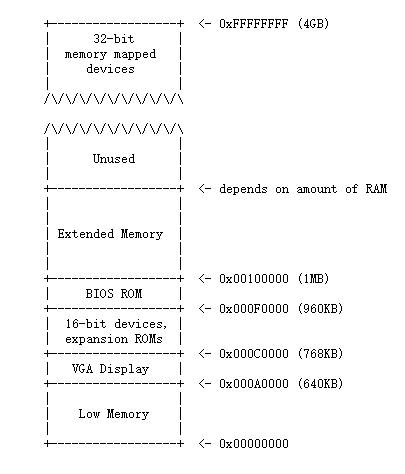 <- 0xFFFFFFFF (4GB)
32-bit
memory mapped
devices
/\/\/\/\/\/\/\/\/\/\
/\/\/\/\/\/\/\/\/\/\
Unused
<- depends on amount of RAM
Extended Memory
<- 0x00100000 (1MB)
BIOS ROM
<- 0x000F0000 (960KB)
16-bit devices,
expansion ROMs
<- 0x000C0000 (768KB)
VGA Display
<- 0x000A0000 (640KB)
Low Memory
<- 0x00000000